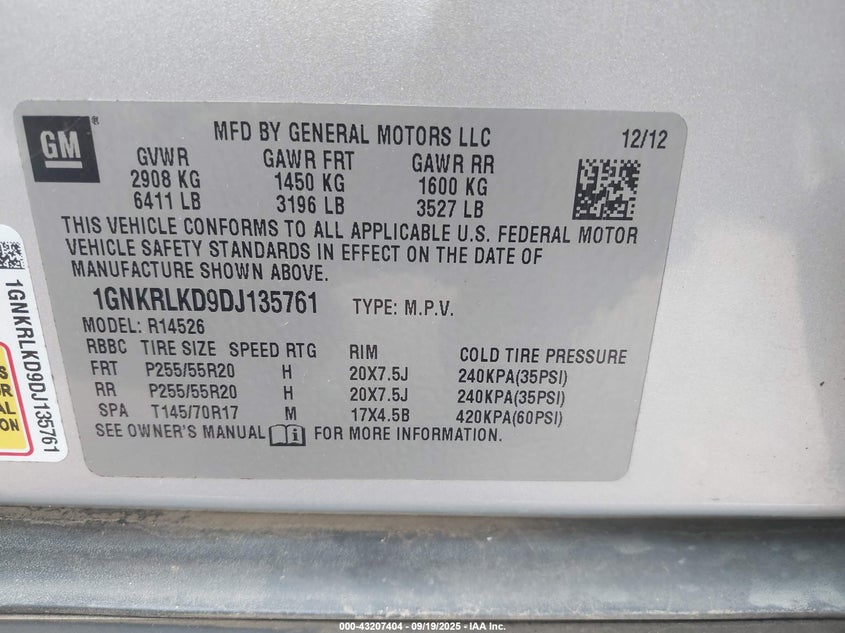 GM
®
MFD BY GENERAL MOTORS LLC 12/12
GVWR GAWR FRT GAWR RR
2908 KG 1450 KG 1600 KG
6411 LB 3196 LB 3527 LB
THIS VEHICLE CONFORMS TO ALL APPLICABLE U.S. FEDERAL MOTOR
VEHICLE SAFETY STANDARDS IN EFFECT ON THE DATE OF
MANUFACTURE SHOWN ABOVE.
1GNKRLKD9DJ135761 TYPE: M.P.V.
MODEL: R14526
RBBC TIRE SIZE SPEED RTG RIM COLD TIRE PRESSURE
FRT P255/55R20 H 20X7.5J 240KPA(35PSI)
RR P255/55R20 H 20X7.5J 240KPA(35PSI)
SPA T145/70R17 M 17X4.5B 420KPA(60PSI)
SEE OWNER'S MANUAL i FOR MORE INFORMATION.
1GNKRLKD9DJ135761
000-43207404 - 09/19/2025 - IAA Inc.